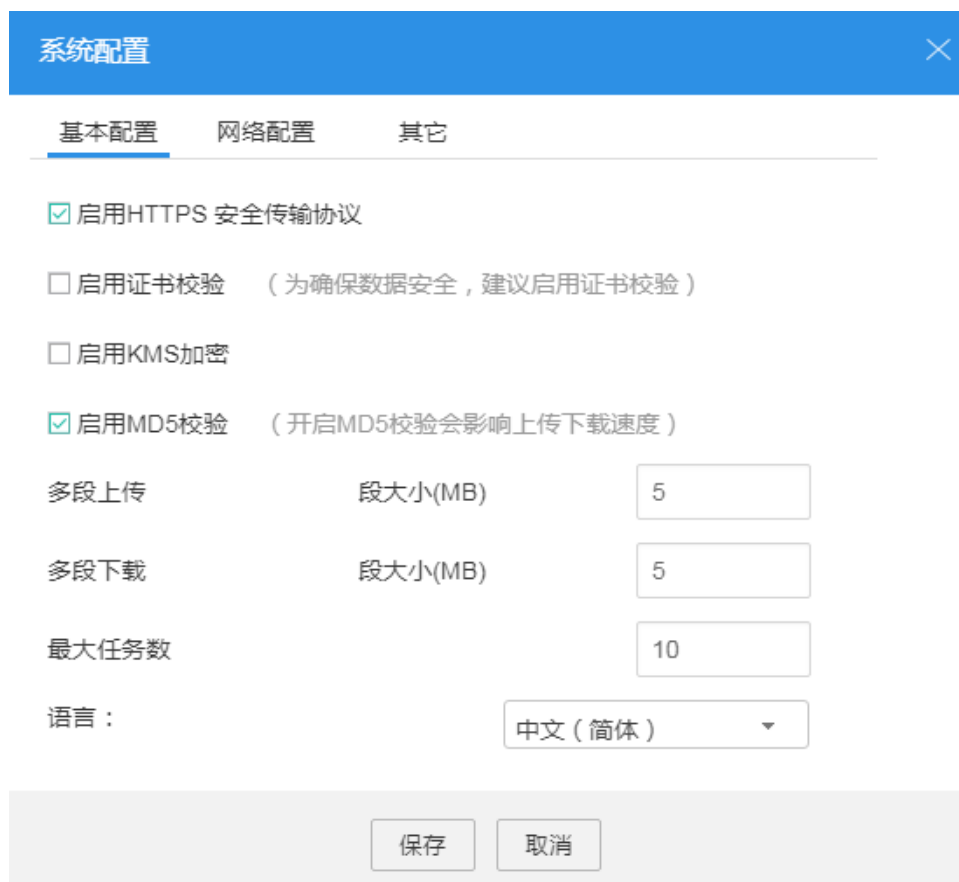 系统配置
基本配置 网络配置 其它
启用HTTPS 安全传输协议
启用证书校验 （为确保数据安全，建议启用证书校验）
启用KMS加密
启用MD5校验 （开启MD5校验会影响上传下载速度）
多段上传 段大小(MB) 5
多段下载 段大小(MB) 5
最大任务数 10
语言： 中文（简体）
保存 取消